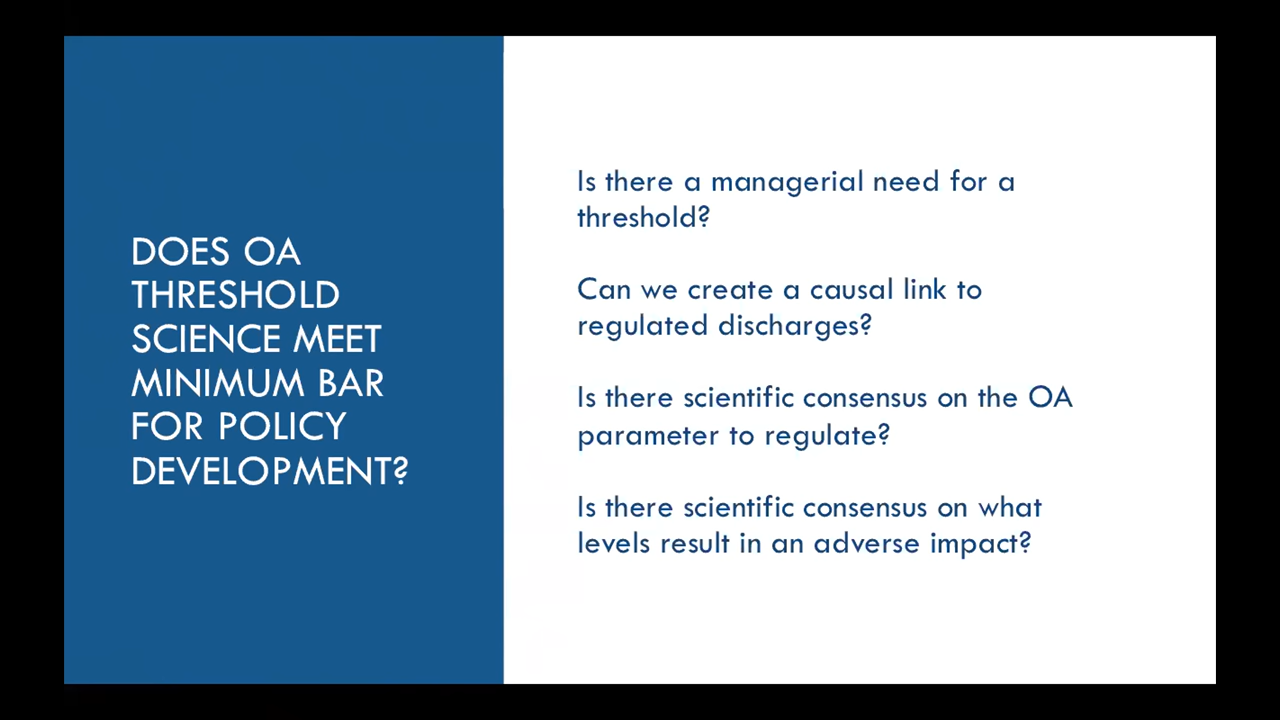 DOES OA
THRESHOLD
SCIENCE MEET
MINIMUM BAR
FOR POLICY
DEVELOPMENT?
Is there a managerial need for a
threshold?
Can we create a causal link to
regulated discharges?
Is there scientific consensus on the OA
parameter to regulate?
Is there scientific consensus on what
levels result in an adverse impact?